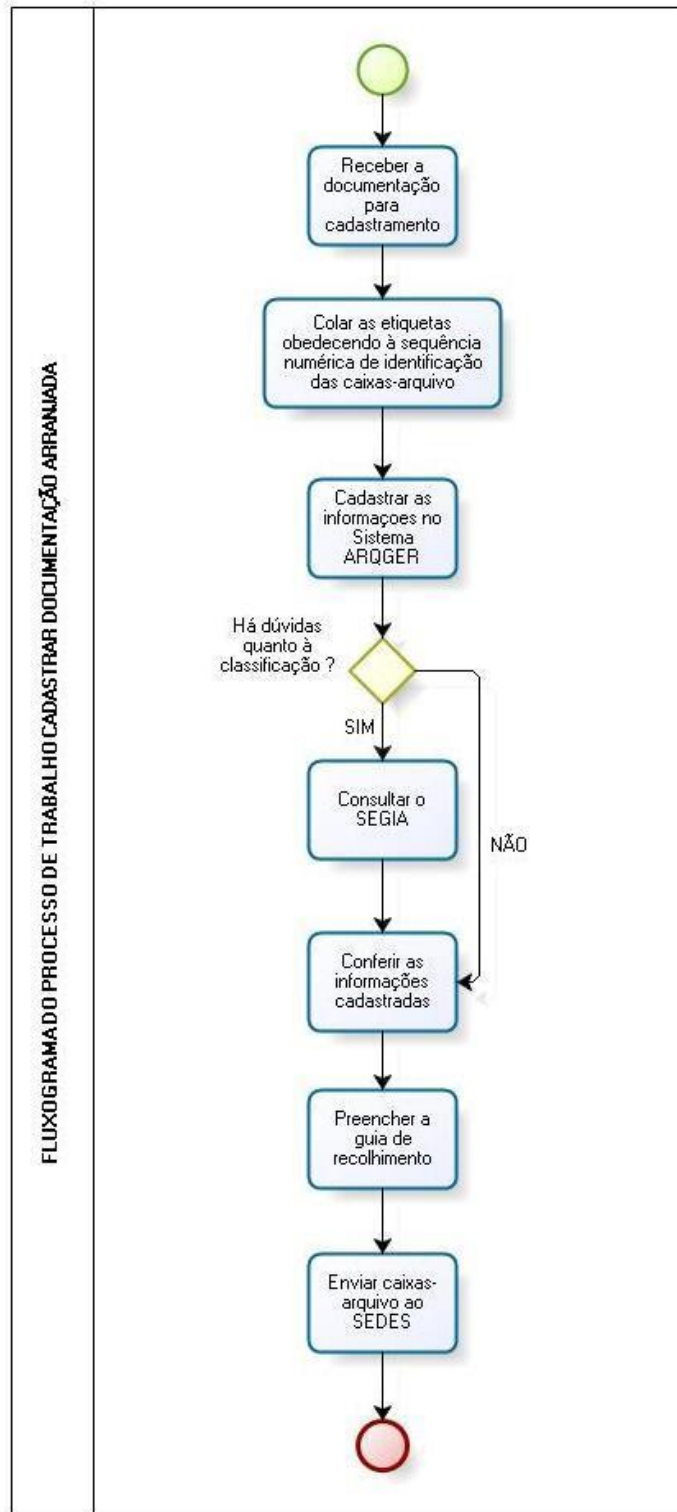 FLUXOGRAMA DO PROCESSO DE TRABALHO CADASTRAR DOCUMENTAÇÃO ARRANJADA
Receber a
documentação
para
cadastramento
Colar as etiquetas
obedecendo à sequência
numérica de identificação
das caixas-arquivo
Cadastrar as
informaçoes no
Sistema
ARQGER
Há dúvidas
quanto à
classificação ?
SIM
Consultar o
SEGIA
NÃO
Conferir as
informações
cadastradas
Preencher a
guia de
recolhimento
Enviar caixas-
arquivo ao
SEDES